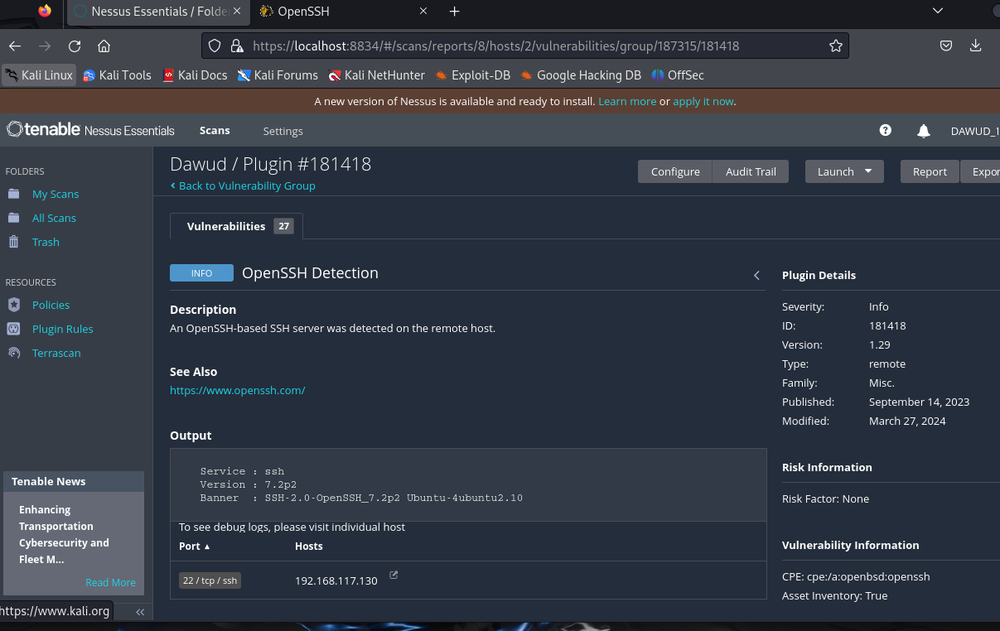 Nessus Essentials / Folde
OpenSSH
https://localhost:8834/#/scans/reports/8/hosts/2/vulnerabilities/group/187315/181418
Kali Linux Kali Tools Kali Docs Kali Forums Kali NetHunter Exploit-DB Google Hacking DB OffSec
A new version of Nessus is available and ready to install. Learn more or apply it now.
tenable Nessus Essentials Scans Settings DAWUD_1
FOLDERS
My Scans
All Scans
Trash
RESOURCES
Policies
Plugin Rules
Terrascan
Tenable News
Enhancing
Transportation
Cybersecurity and
Fleet M...
Read More
https://www.kali.org
Dawud / Plugin #181418
Back to Vulnerability Group
Configure Audit Trail Launch Report Expor
Vulnerabilities 27
INFO OpenSSH Detection
Description
An OpenSSH-based SSH server was detected on the remote host.
See Also
https://www.openssh.com/
Output
Service : ssh
Version : 7.2p2
Banner : SSH-2.0-OpenSSH_7.2p2 Ubuntu-4ubuntu2.10
To see debug logs, please visit individual host
Port Hosts
22 / tcp / ssh 192.168.117.130
Plugin Details
Severity: Info
ID: 181418
Version: 1.29
Type: remote
Family: Misc.
Published: September 14, 2023
Modified: March 27, 2024
Risk Information
Risk Factor: None
Vulnerability Information
CPE: cpe:/a:openbsd:openssh
Asset Inventory: True